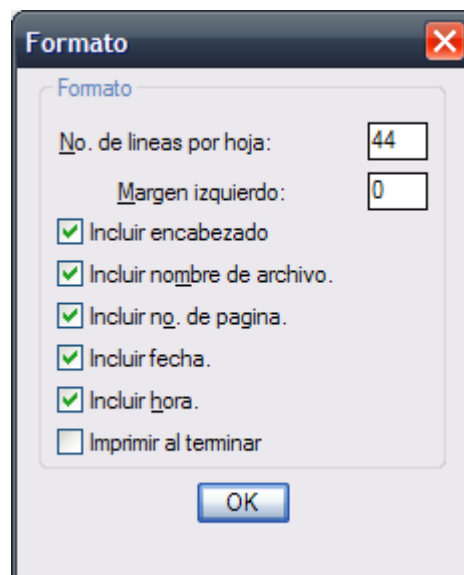 Formato
Formato
No. de lineas por hoja: 44
Margen izquierdo: 0
Incluir encabezado
Incluir nombre de archivo.
Incluir no. de pagina.
Incluir fecha.
Incluir hora.
Imprimir al terminar
OK